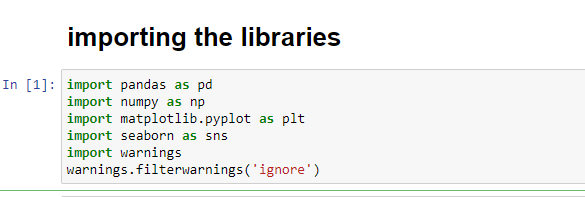 importing the libraries
In [1]: import pandas as pd
import numpy as np
import matplotlib.pyplot as plt
import seaborn as sns
import warnings
warnings.filterwarnings('ignore')